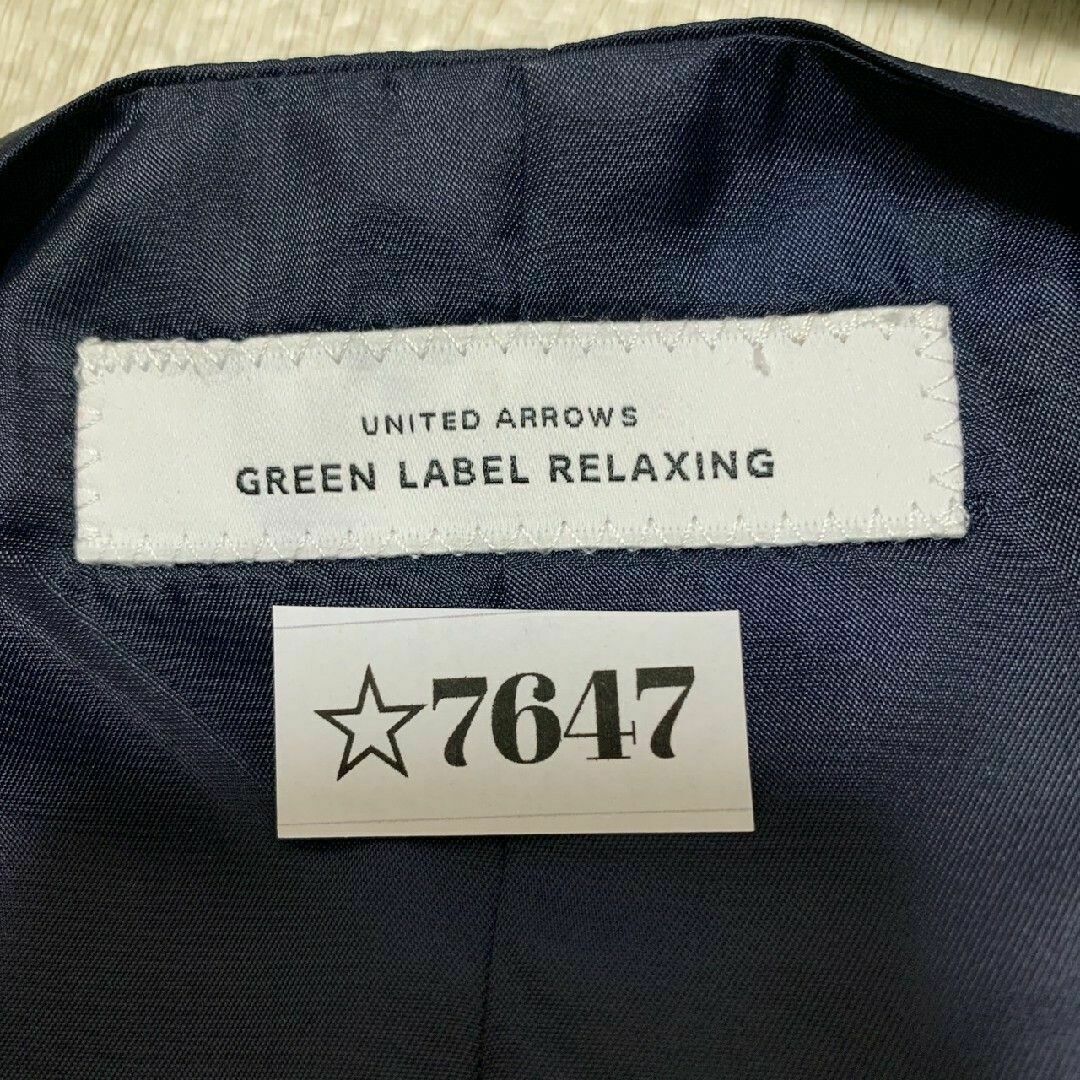 UNITED ARROWS
GREEN LABEL RELAXING
☆7647